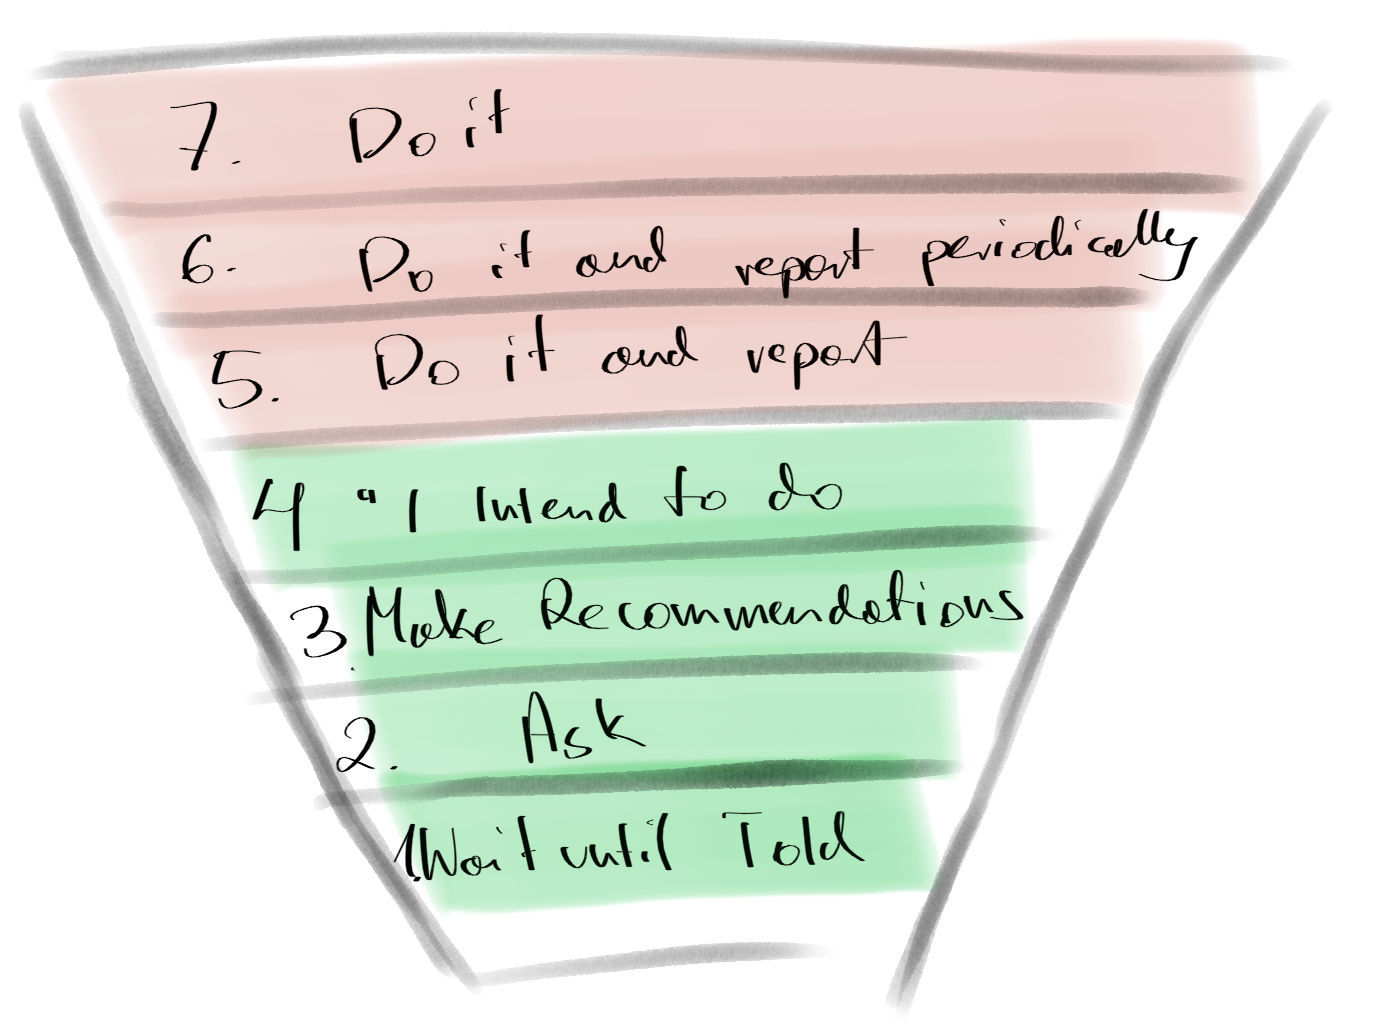 7. Do it
6. Do it and report periodically
5. Do it and report
4 " I Intend to do
3. Make Recommendations
2. Ask
1. Wait until Told